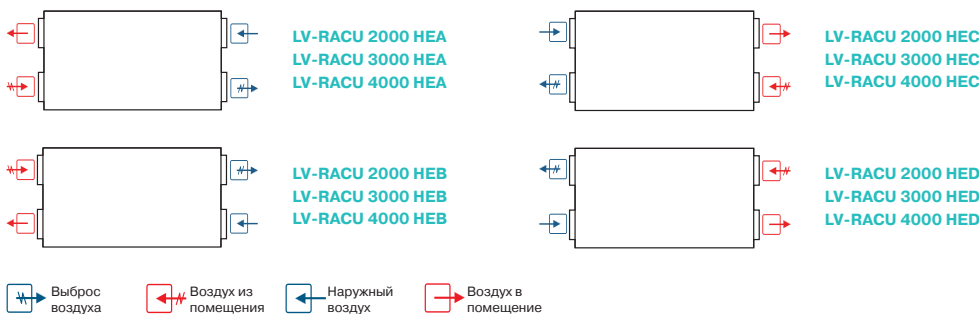 LV-RACU 2000 HEA
LV-RACU 3000 HEA
LV-RACU 4000 HEA
LV-RACU 2000 HEC
LV-RACU 3000 HEC
LV-RACU 4000 HEC
LV-RACU 2000 HEB
LV-RACU 3000 HEB
LV-RACU 4000 HEB
LV-RACU 2000 HED
LV-RACU 3000 HED
LV-RACU 4000 HED
Выброс
воздуха
Воздух из
помещения
Наружный
воздух
Воздух в
помещение